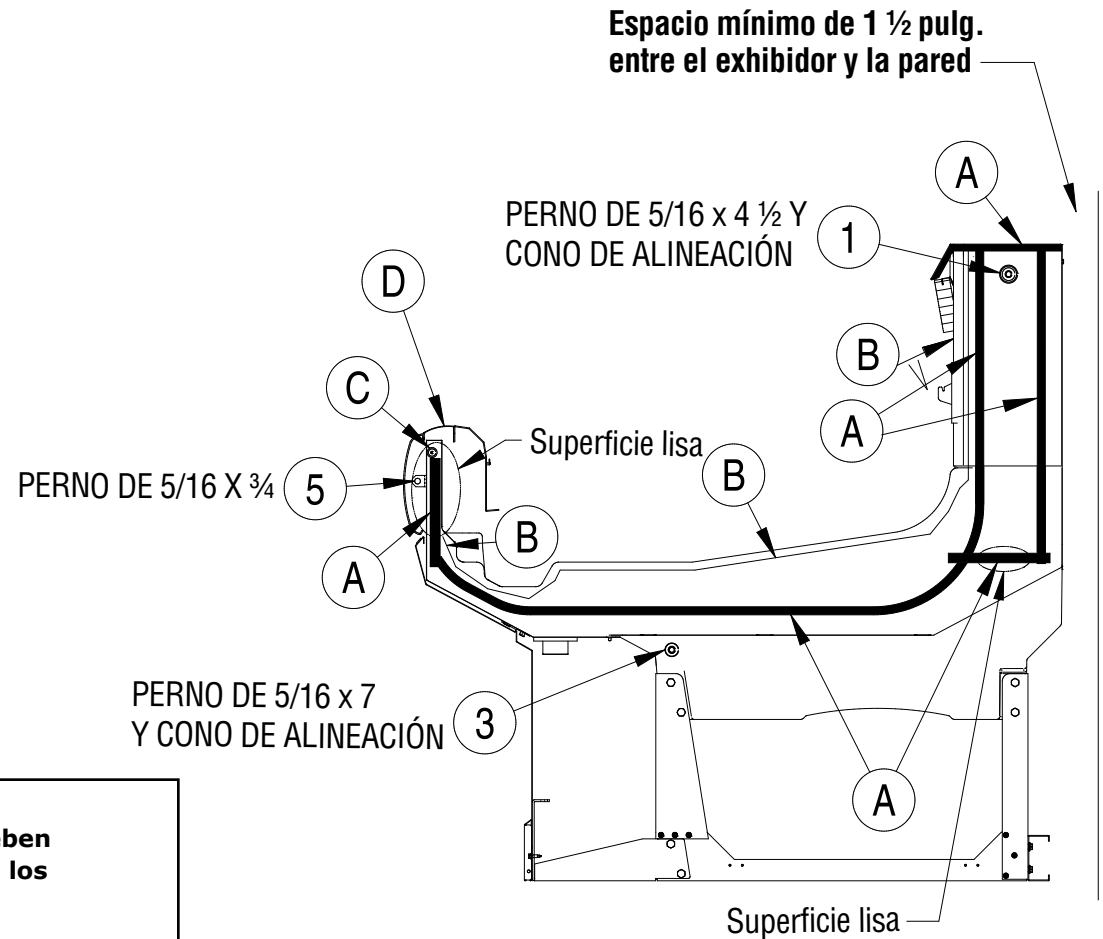 Espacio mínimo de 1 ½ pulg.
entre el exhibidor y la pared
A
PERNO DE 5/16 x 4 ½ Y
CONO DE ALINEACIÓN
1
D
B
C
A
Superficie lisa
B
PERNO DE 5/16 X ¾
5
B
A
PERNO DE 5/16 x 7
Y CONO DE ALINEACIÓN
3
A
eben
los
Superficie lisa